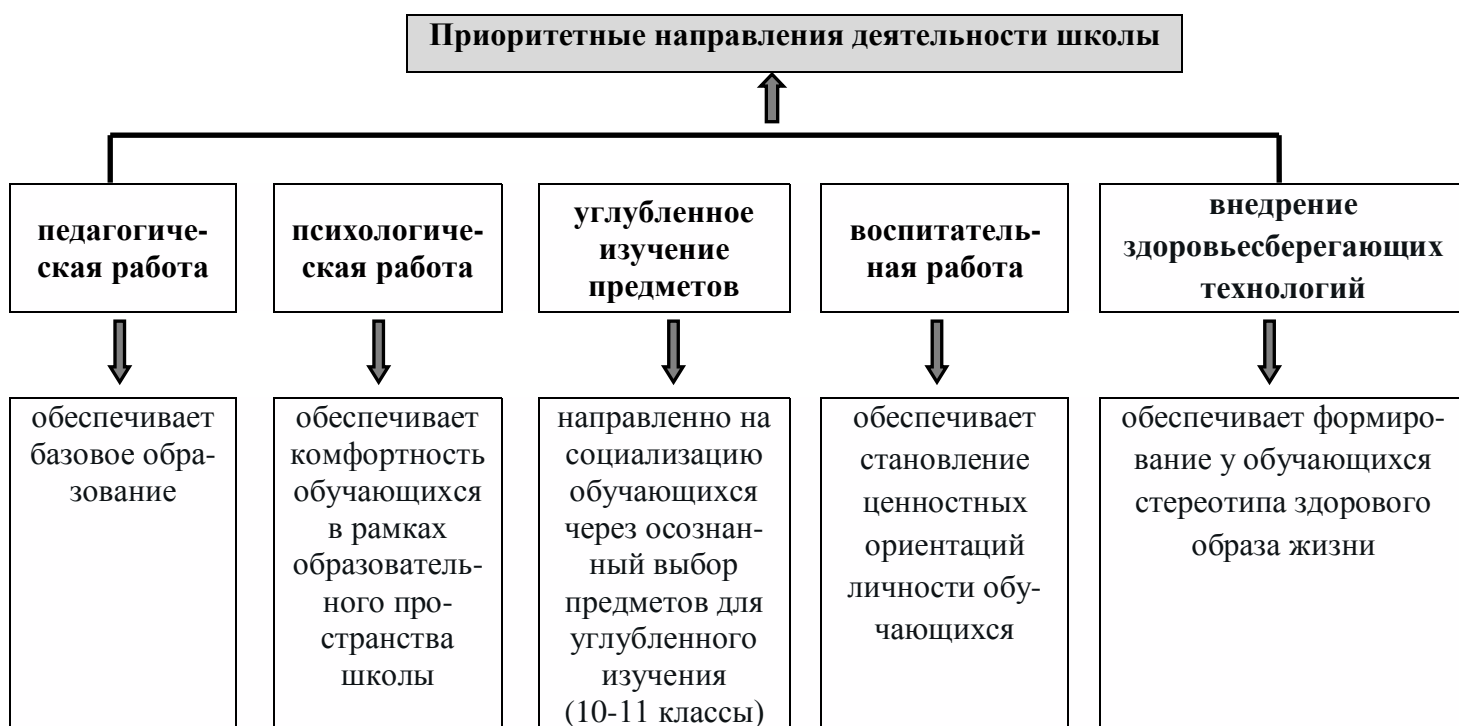 Приоритетные направления деятельности школы
педагогиче-
ская работа
психологиче-
ская работа
углубленное
изучение
предметов
воспитатель-
ная работа
внедрение
здоровьесберегающих
технологий
обеспечивает
базовое обра-
зование
обеспечивает
комфортность
обучающихся
в рамках
образователь-
ного про-
странства
школы
направленно на
социализацию
обучающихся
через осознан-
ный выбор
предметов для
углубленного
изучения
(10-11 классы)
обеспечивает
становление
ценностных
ориентаций
личности обу-
чающихся
обеспечивает формиро-
вание у обучающихся
стереотипа здорового
образа жизни